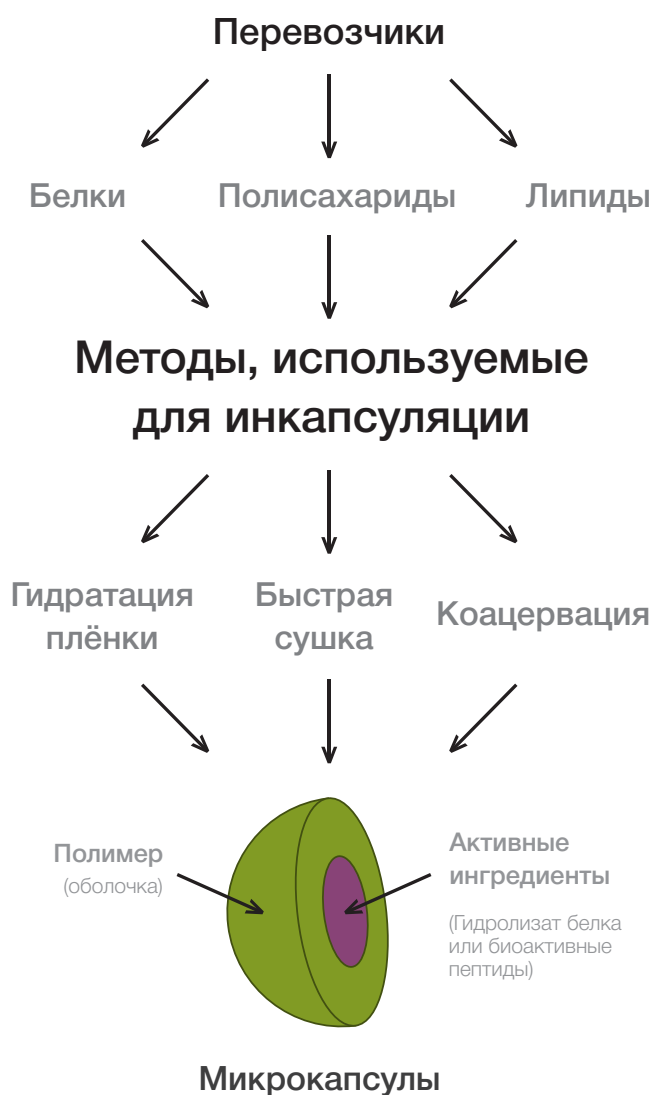 Перевозчики
Белки
Полисахариды
Липиды
Методы, используемые
для инкапсуляции
Гидратация
плёнки
Быстрая
сушка
Коацервация
Полимер
(оболочка)
Активные
ингредиенты
(Гидролизат белка
или биоактивные
пептиды)
Микрокапсулы